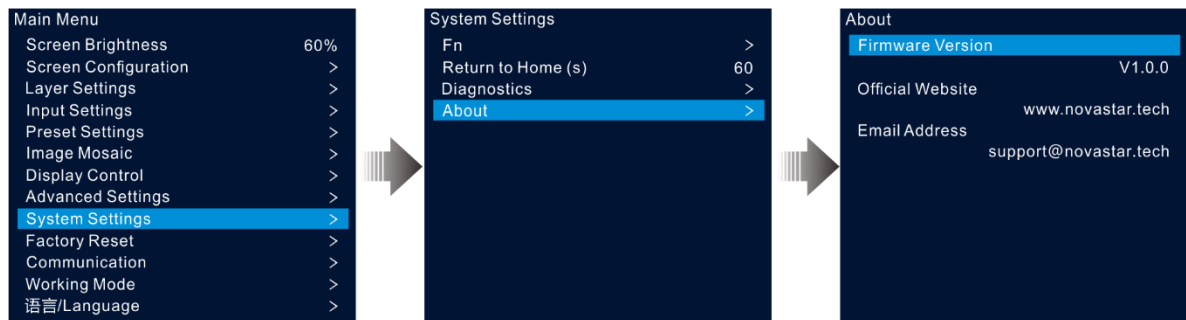 Main Menu
Screen Brightness 60%
Screen Configuration >
Layer Settings >
Input Settings >
Preset Settings >
Image Mosaic >
Display Control >
Advanced Settings >
System Settings >
Factory Reset >
Communication >
Working Mode >
语言/Language >
System Settings
Fn >
Return to Home (s) 60
Diagnostics >
About >
About
Firmware Version
V1.0.0
Official Website
www.novastar.tech
Email Address
support@novastar.tech